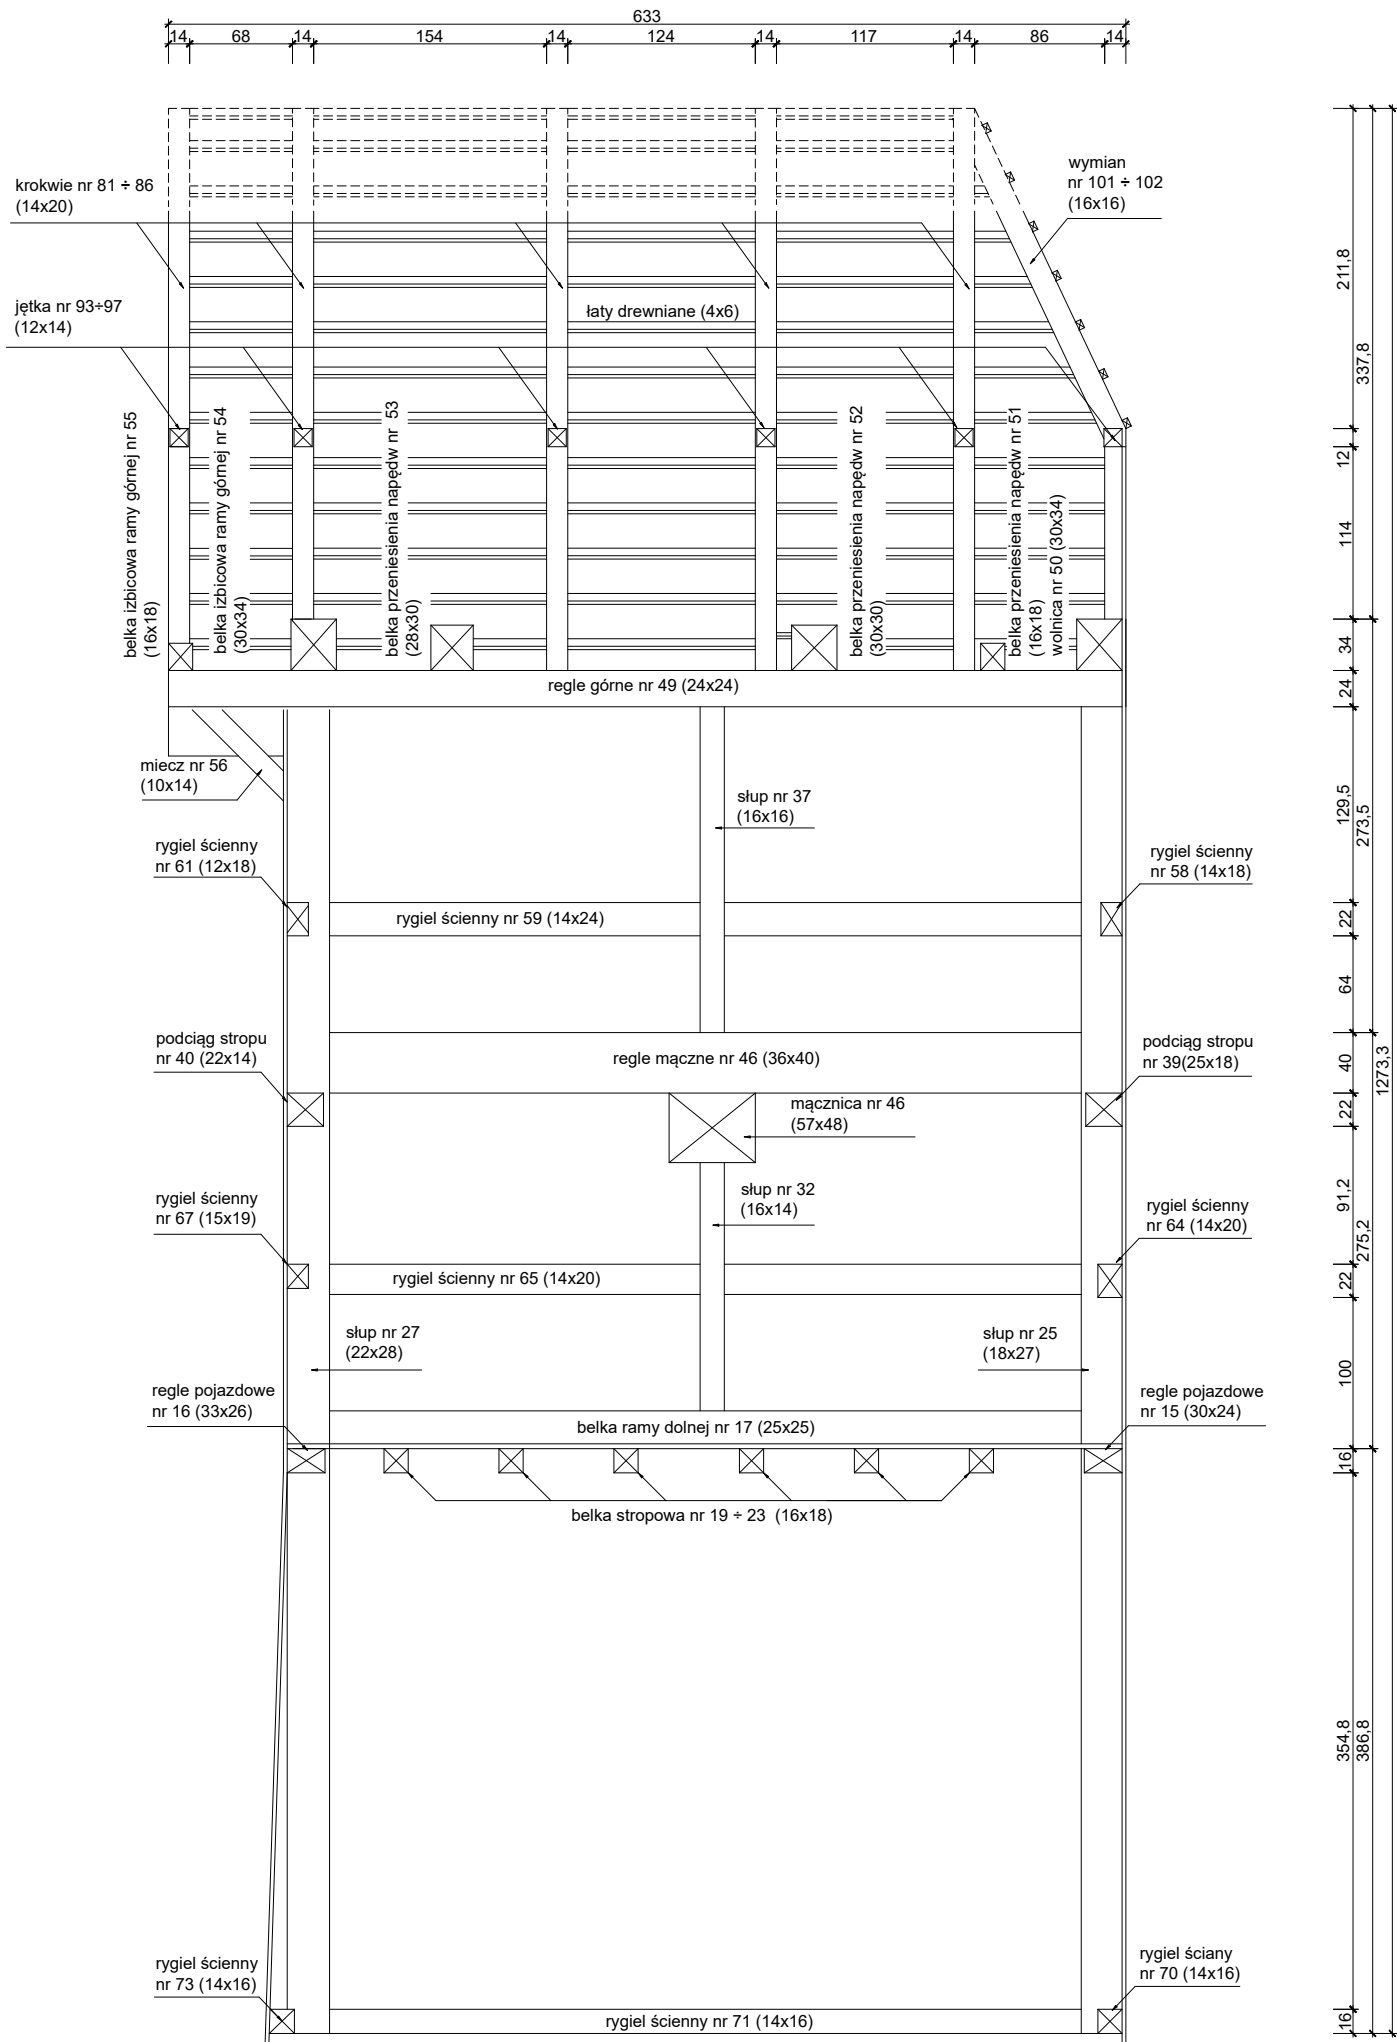 633
14 68 14 154 14 124 14 117 14 86 14
krokwie nr 81 ÷ 86
(14x20)
wymian
nr 101 ÷ 102
(16x16)
jętka nr 93÷97
(12x14)
łaty drewniane (4x6)
belka izbicowa ramy górnej nr 55
(16x18)
belka izbicowa ramy górnej nr 54
(30x34)
belka przeniesienia napędw nr 53
(28x30)
belka przeniesienia napędw nr 52
(30x30)
belka przeniesienia napędw nr 51
(16x18)
wolnica nr 50 (30x34)
regle górne nr 49 (24x24)
miecz nr 56
(10x14)
słup nr 37
(16x16)
rygiel ścienny
nr 61 (12x18)
rygiel ścienny
nr 58 (14x18)
rygiel ścienny nr 59 (14x24)
podciąg stropu
nr 40 (22x14)
regle mączne nr 46 (36x40)
podciąg stropu
nr 39(25x18)
mącznica nr 46
(57x48)
rygiel ścienny
nr 67 (15x19)
słup nr 32
(16x14)
rygiel ścienny
nr 64 (14x20)
rygiel ścienny nr 65 (14x20)
słup nr 27
(22x28)
słup nr 25
(18x27)
regle pojazdowe
nr 16 (33x26)
regle pojazdowe
nr 15 (30x24)
belka ramy dolnej nr 17 (25x25)
belka stropowa nr 19 ÷ 23 (16x18)
rygiel ścienny
nr 73 (14x16)
rygiel ściany
nr 70 (14x16)
rygiel ścienny nr 71 (14x16)
211,8
12
114
34
24
129,5
22
64
40
22
91,2
22
100
16
354,8
16
337,8
273,5
275,2
386,8
1273,3